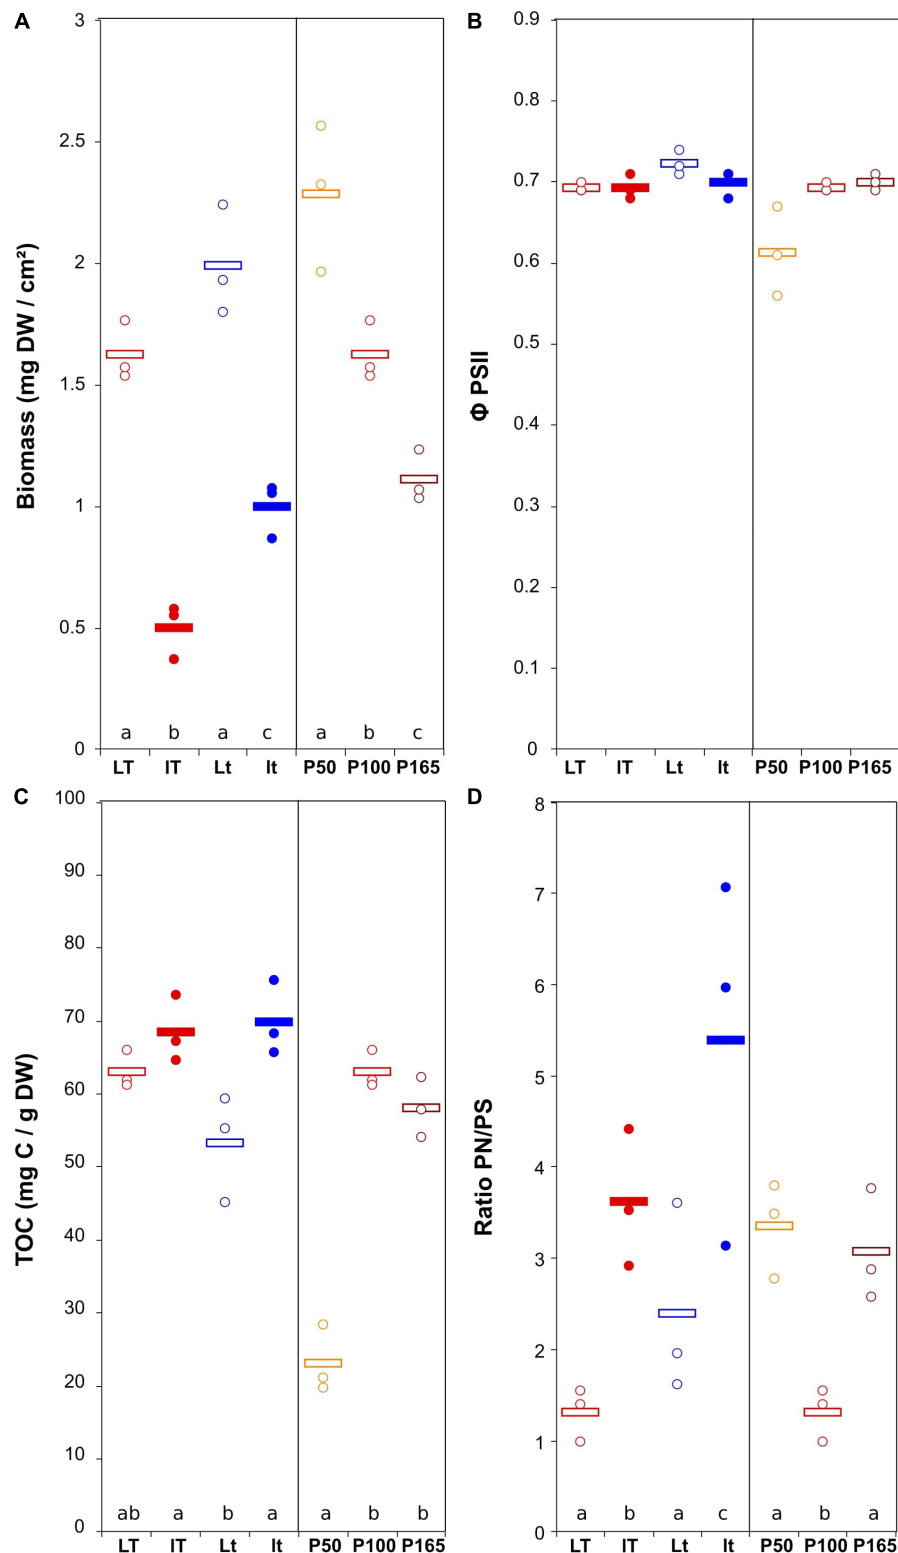 A
Biomass (mg DW / cm²)
3
2.5
2
1.5
1
0.5
0
a b a c a b c
LT lT Lt lt P50 P100 P165
B
Φ PSII
0.9
0.8
0.7
0.6
0.5
0.4
0.3
0.2
0.1
0
LT lT Lt lt P50 P100 P165
C
TOC (mg C / g DW)
100
90
80
70
60
50
40
30
20
10
0
ab a b a a b b
LT lT Lt lt P50 P100 P165
D
Ratio PN/PS
8
7
6
5
4
3
2
1
0
a b a c a b a
LT lT Lt lt P50 P100 P165